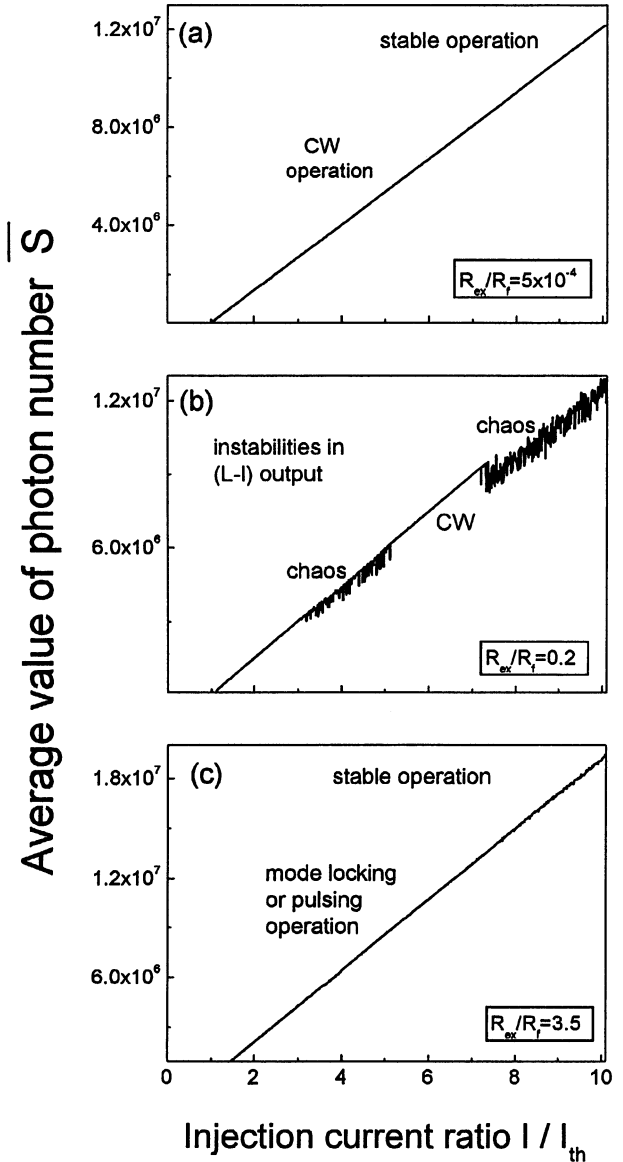 Average value of photon number S̅
(a)
1.2x10⁷
stable operation
8.0x10⁶
CW
operation
4.0x10⁶
R_ex/R_f=5x10⁻⁴
(b)
1.2x10⁷
chaos
instabilities in
(L-I) output
CW
6.0x10⁶
chaos
R_ex/R_f=0.2
(c)
1.8x10⁷
stable operation
1.2x10⁷
mode locking
or pulsing
operation
6.0x10⁶
R_ex/R_f=3.5
0 2 4 6 8 10
Injection current ratio I / I_th